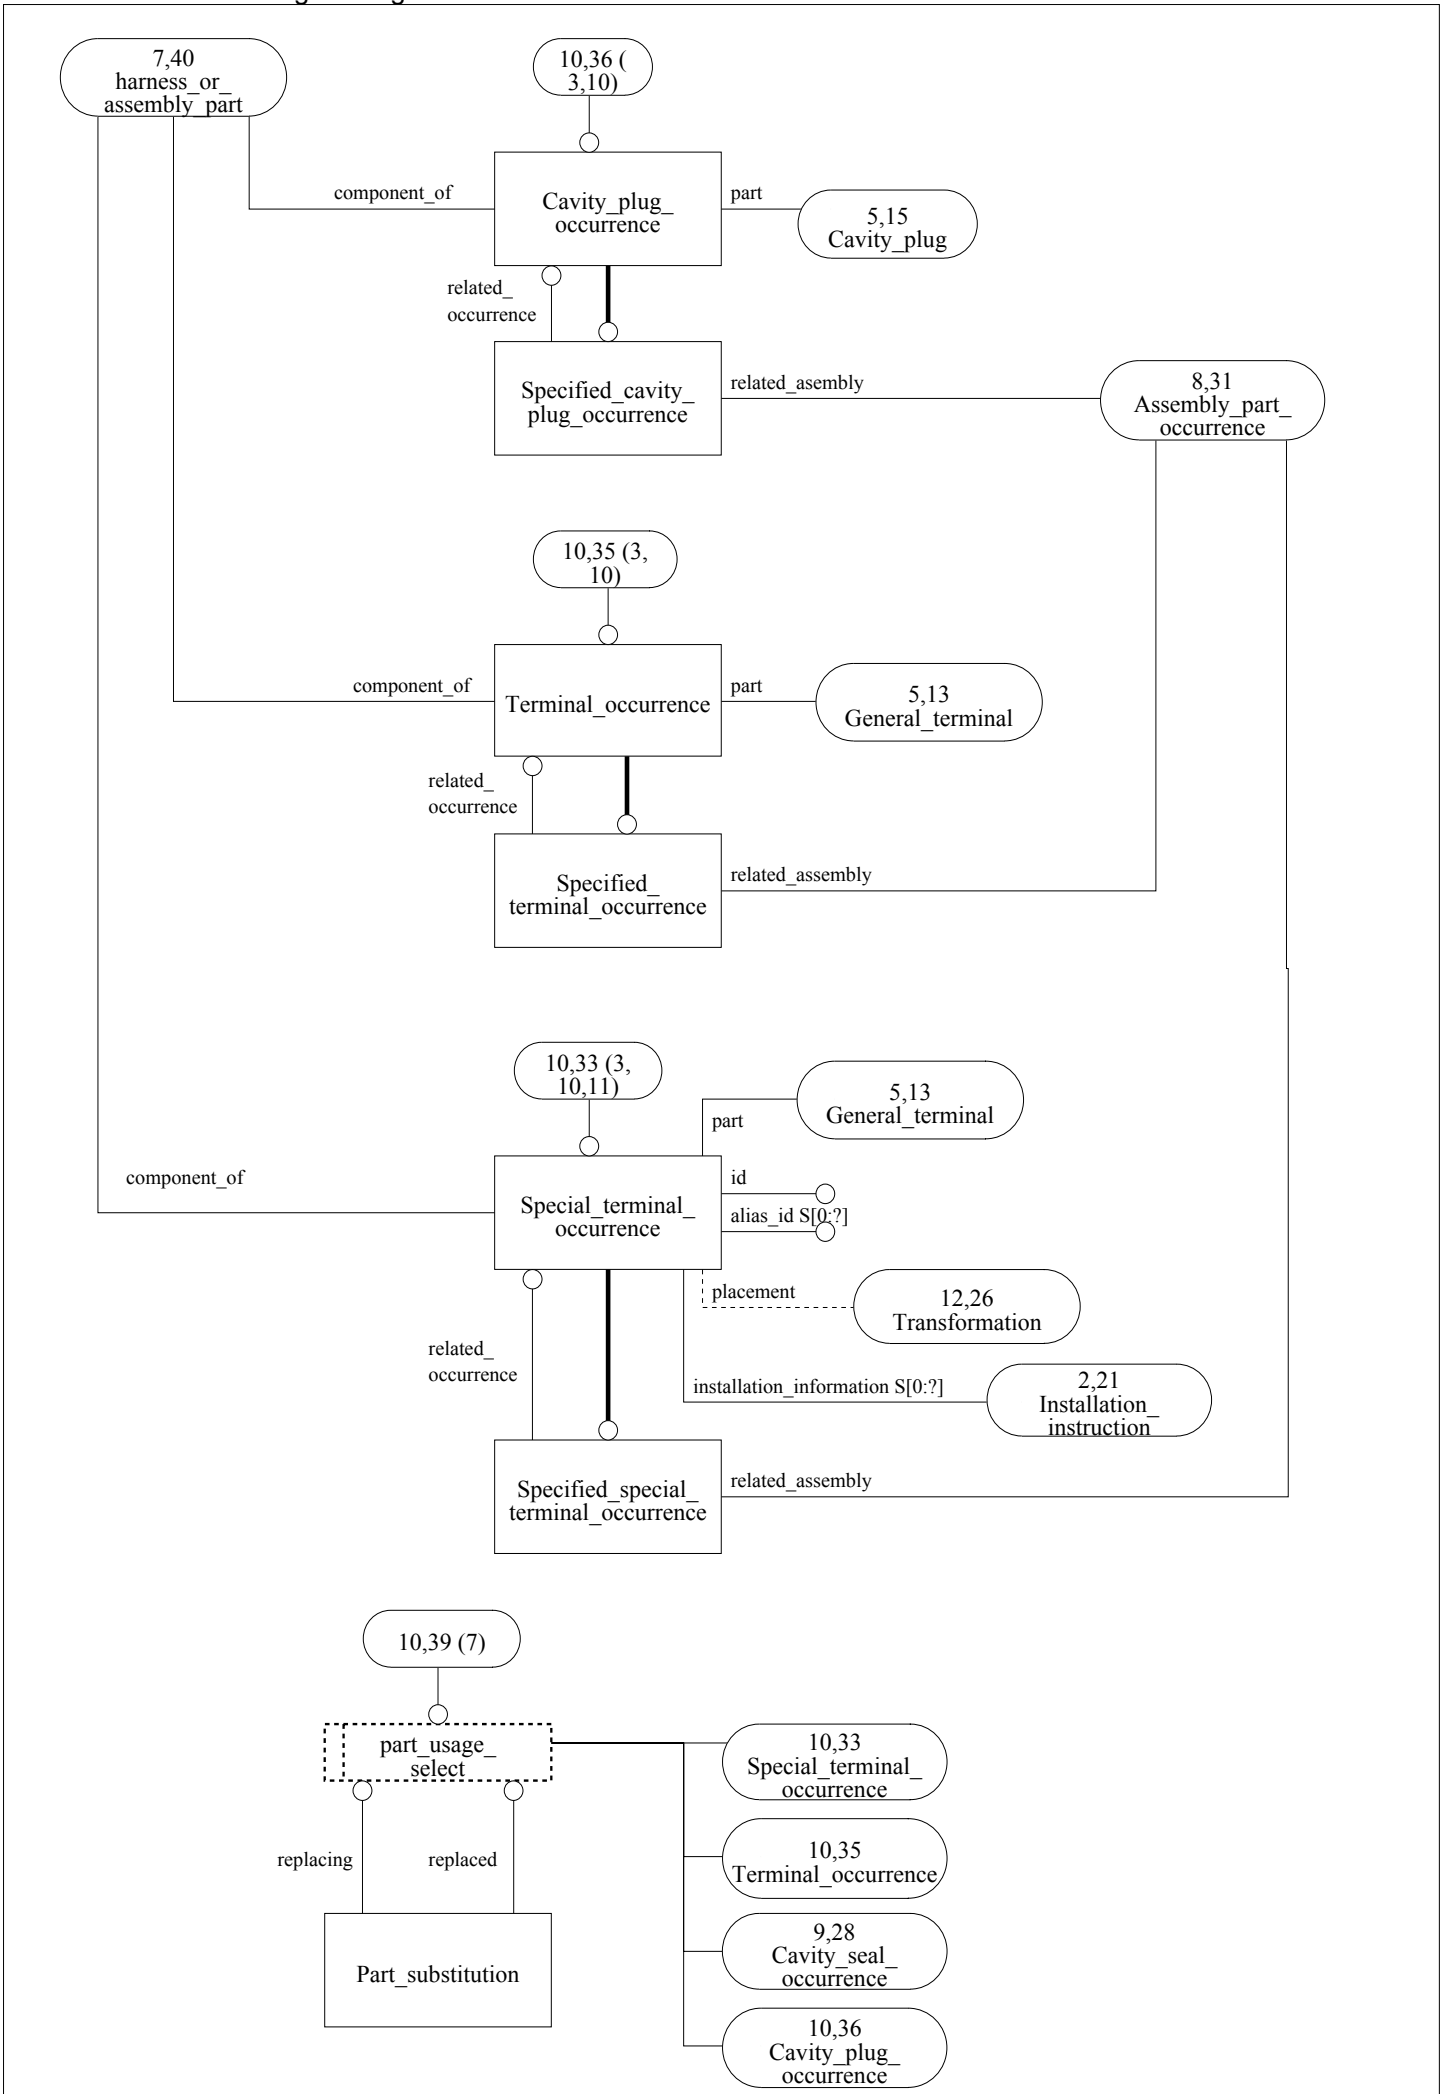 7,40
harness_or_
assembly_part
10,36 (
3,10)
component_of
Cavity_plug_
occurrence
part
5,15
Cavity_plug
related_
occurrence
Specified_cavity_
plug_occurrence
related_asembly
8,31
Assembly_part_
occurrence
10,35 (3,
10)
component_of
Terminal_occurrence
part
5,13
General_terminal
related_
occurrence
Specified_
terminal_occurrence
related_assembly
10,33 (3,
10,11)
5,13
General_terminal
part
component_of
Special_terminal_
occurrence
id
alias_id S[0:?]
placement
12,26
Transformation
related_
occurrence
installation_information S[0:?]
2,21
Installation_
instruction
Specified_special_
terminal_occurrence
related_assembly
10,39 (7)
part_usage_
select
10,33
Special_terminal_
occurrence
replacing
replaced
10,35
Terminal_occurrence
Part_substitution
9,28
Cavity_seal_
occurrence
10,36
Cavity_plug_
occurrence